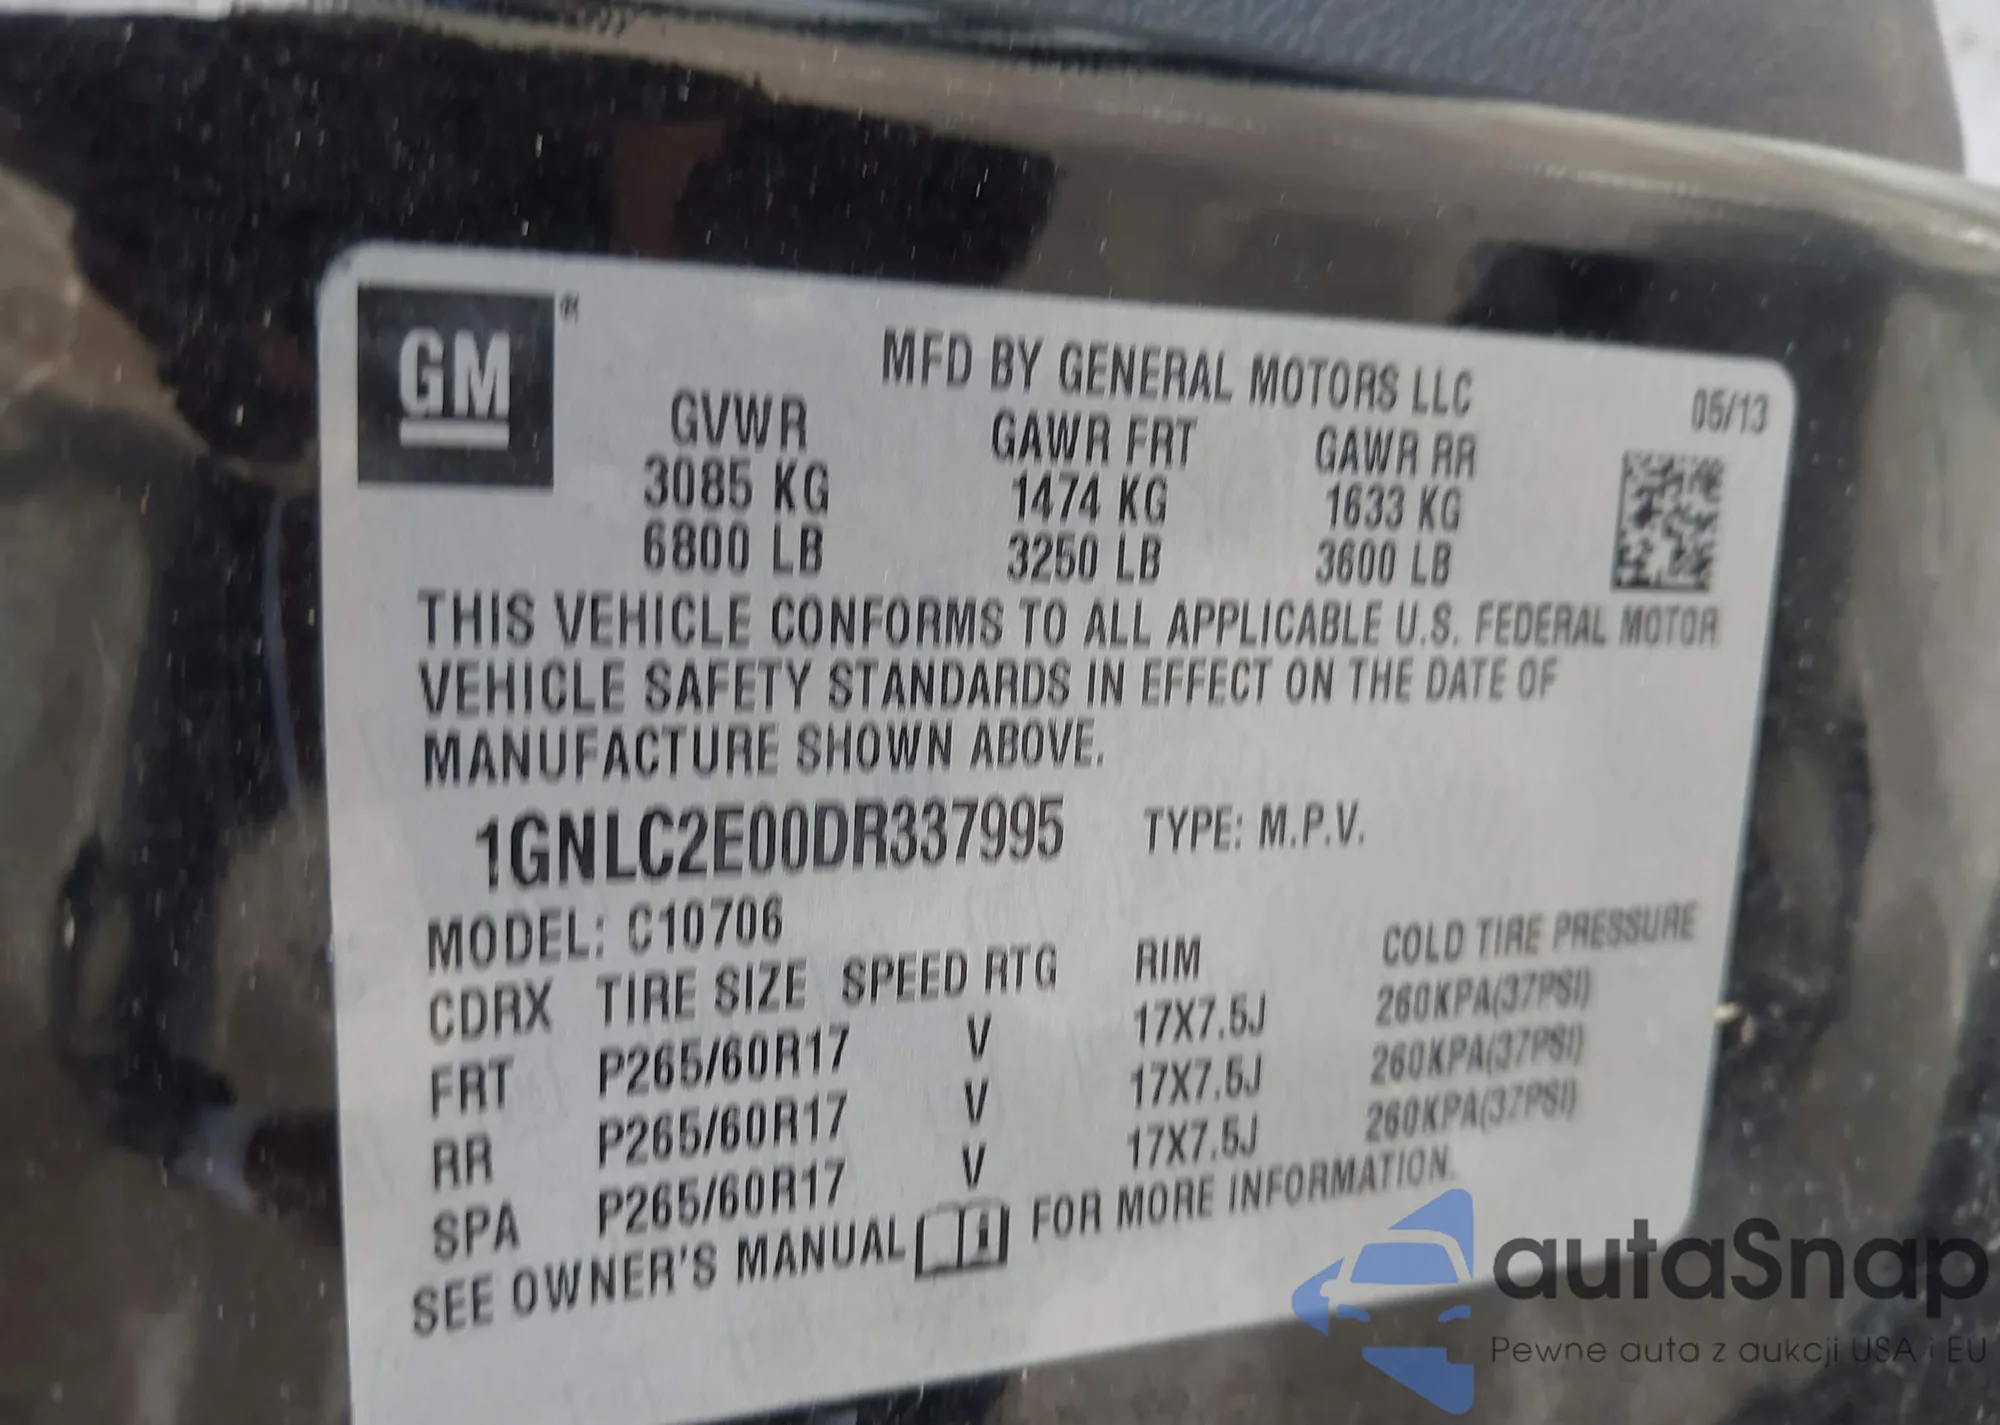 GM®
MFD BY GENERAL MOTORS LLC
05/13
GVWR GAWR FRT GAWR RR
3085 KG 1474 KG 1633 KG
6800 LB 3250 LB 3600 LB
THIS VEHICLE CONFORMS TO ALL APPLICABLE U.S. FEDERAL MOTOR
VEHICLE SAFETY STANDARDS IN EFFECT ON THE DATE OF
MANUFACTURE SHOWN ABOVE.
1GNLC2E00DR337995 TYPE: M.P.V.
MODEL: C10706
CDRX TIRE SIZE SPEED RTG RIM COLD TIRE PRESSURE
FRT P265/60R17 V 17X7.5J 260KPA(37PSI)
RR P265/60R17 V 17X7.5J 260KPA(37PSI)
SPA P265/60R17 V 17X7.5J 260KPA(37PSI)
SEE OWNER'S MANUAL FOR MORE INFORMATION.
autaSnap
Pewne auta z aukcji USA i EU